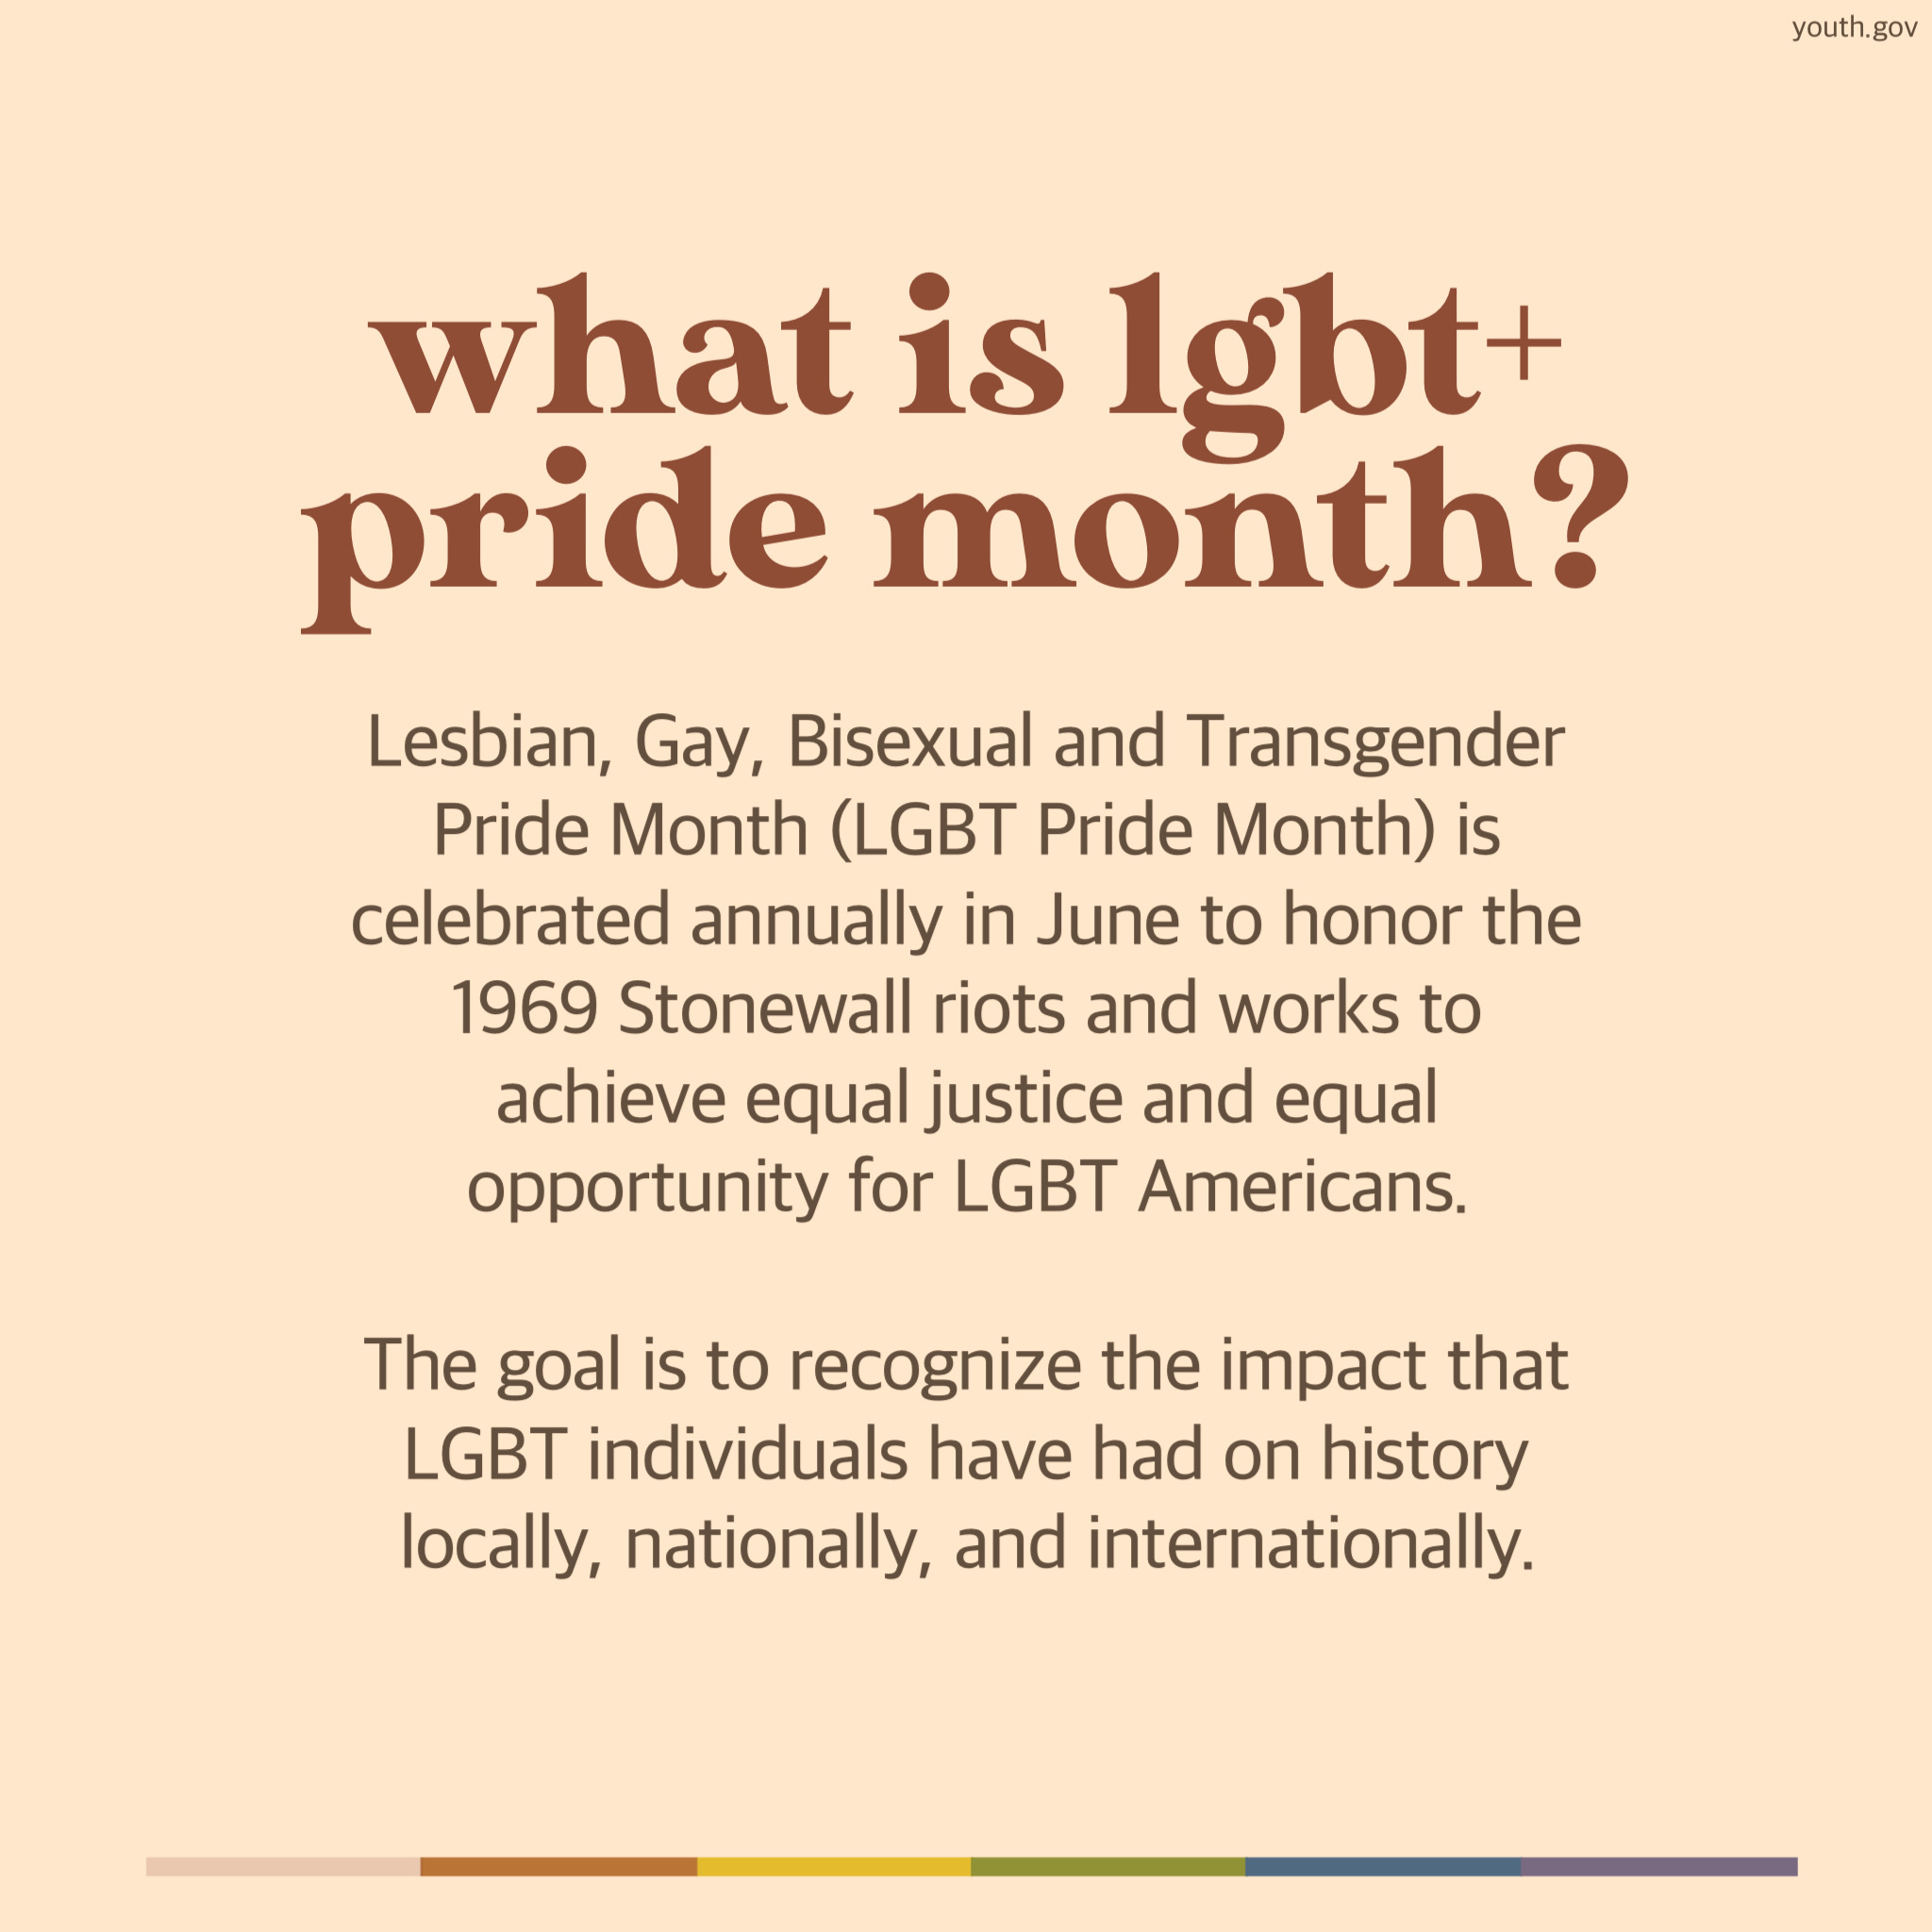 youth.gov
what is lgbt+
pride month?
Lesbian, Gay, Bisexual and Transgender
Pride Month (LGBT Pride Month) is
celebrated annually in June to honor the
1969 Stonewall riots and works to
achieve equal justice and equal
opportunity for LGBT Americans.
The goal is to recognize the impact that
LGBT individuals have had on history
locally, nationally, and internationally.